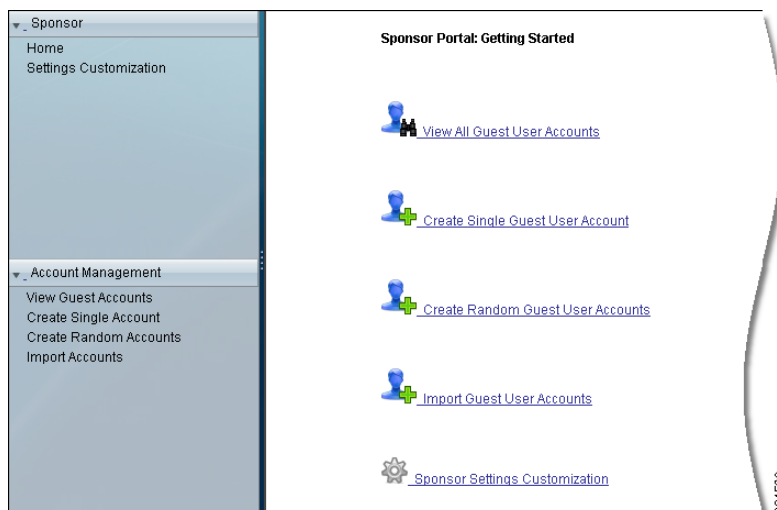 Sponsor
Home
Settings Customization
Account Management
View Guest Accounts
Create Single Account
Create Random Accounts
Import Accounts
Sponsor Portal: Getting Started
View All Guest User Accounts
Create Single Guest User Account
Create Random Guest User Accounts
Import Guest User Accounts
Sponsor Settings Customization